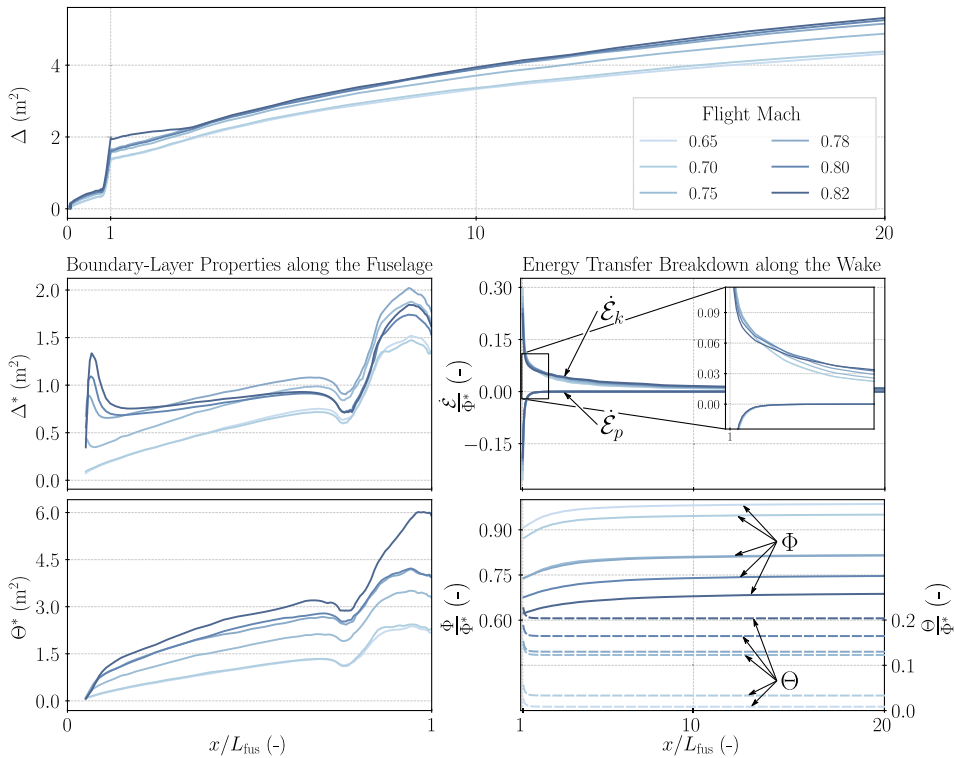 Δ (m²)
4
2
0
0
1
10
20
Flight Mach
0.65
0.78
0.70
0.80
0.75
0.82
Boundary-Layer Properties along the Fuselage
Δ* (m²)
2.0
1.5
1.0
0.5
0.0
Energy Transfer Breakdown along the Wake
Ė/Φ* (-)
0.30
0.15
0.00
−0.15
Ė_k
Ė_p
0.09
0.06
0.03
0.00
1
Θ* (m²)
6.0
4.5
3.0
1.5
0.0
0
1
x/L_fus (-)
Φ/Φ* (-)
0.90
0.75
0.60
Φ
Θ
Θ/Φ* (-)
0.2
0.1
0.0
1
10
20
x/L_fus (-)